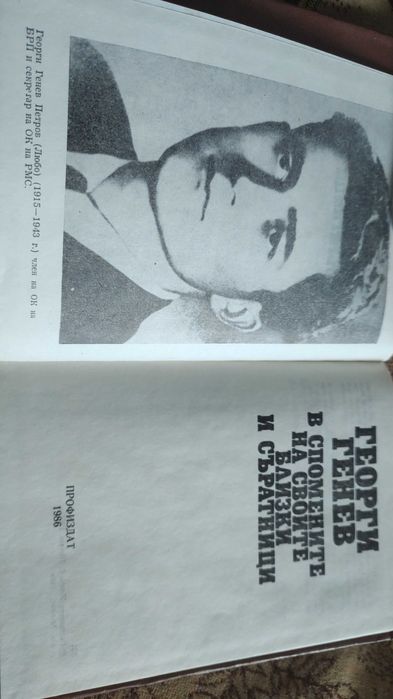 Георги Генев Петров (Любо) (1915—1943 г.) член на ОК на
БРП и секретар на ОК на РМС.
ГЕОРГИ
ГЕНЕВ
В СПОМЕНИТЕ
НА СВОИТЕ
БЛИЗКИ
И СЪРАТНИЦИ
ПРОФИЗДАТ
1986